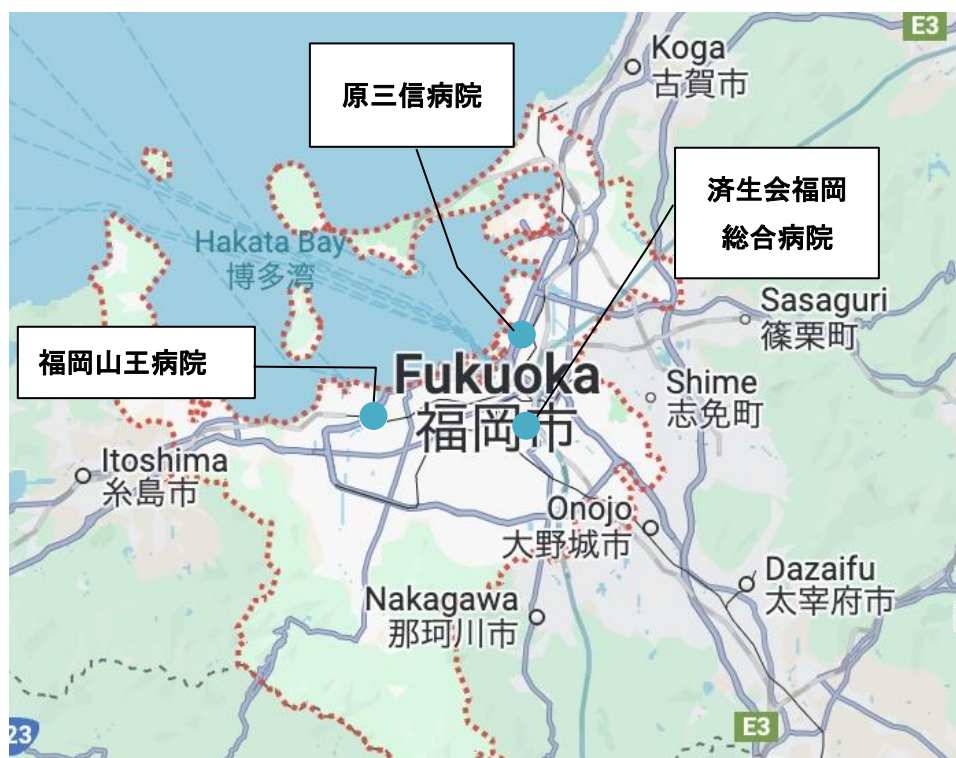 E3
Koga
古賀市
原三信病院
済生会福岡
総合病院
Hakata Bay
博多湾
Sasaguri
篠栗町
福岡山王病院
Fukuoka
福岡市
Shime
志免町
Itoshima
糸島市
Onojo
大野城市
Dazaifu
太宰府市
Nakagawa
那珂川市
E3
23